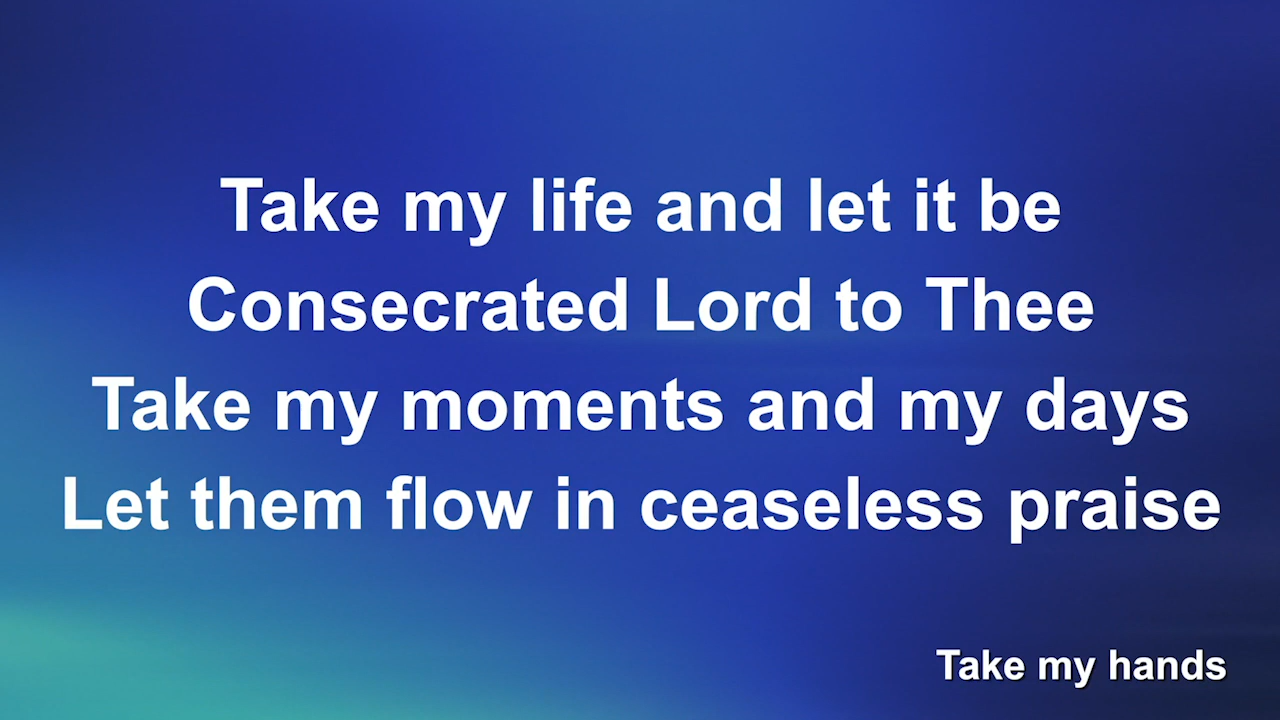 Take my life and let it be
Consecrated Lord to Thee
Take my moments and my days
Let them flow in ceaseless praise
Take my hands